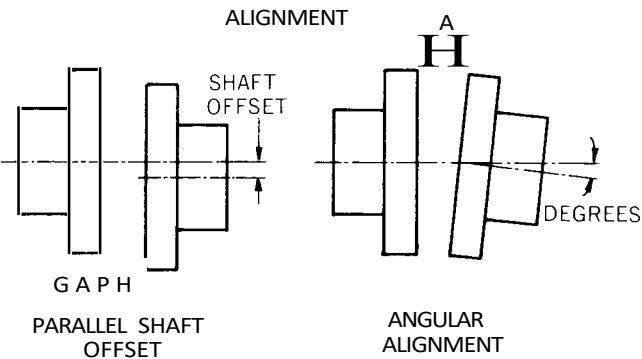 ALIGNMENT
SHAFT
OFFSET
G A P H
PARALLEL SHAFT
OFFSET
A
H
DEGREES
ANGULAR
ALIGNMENT